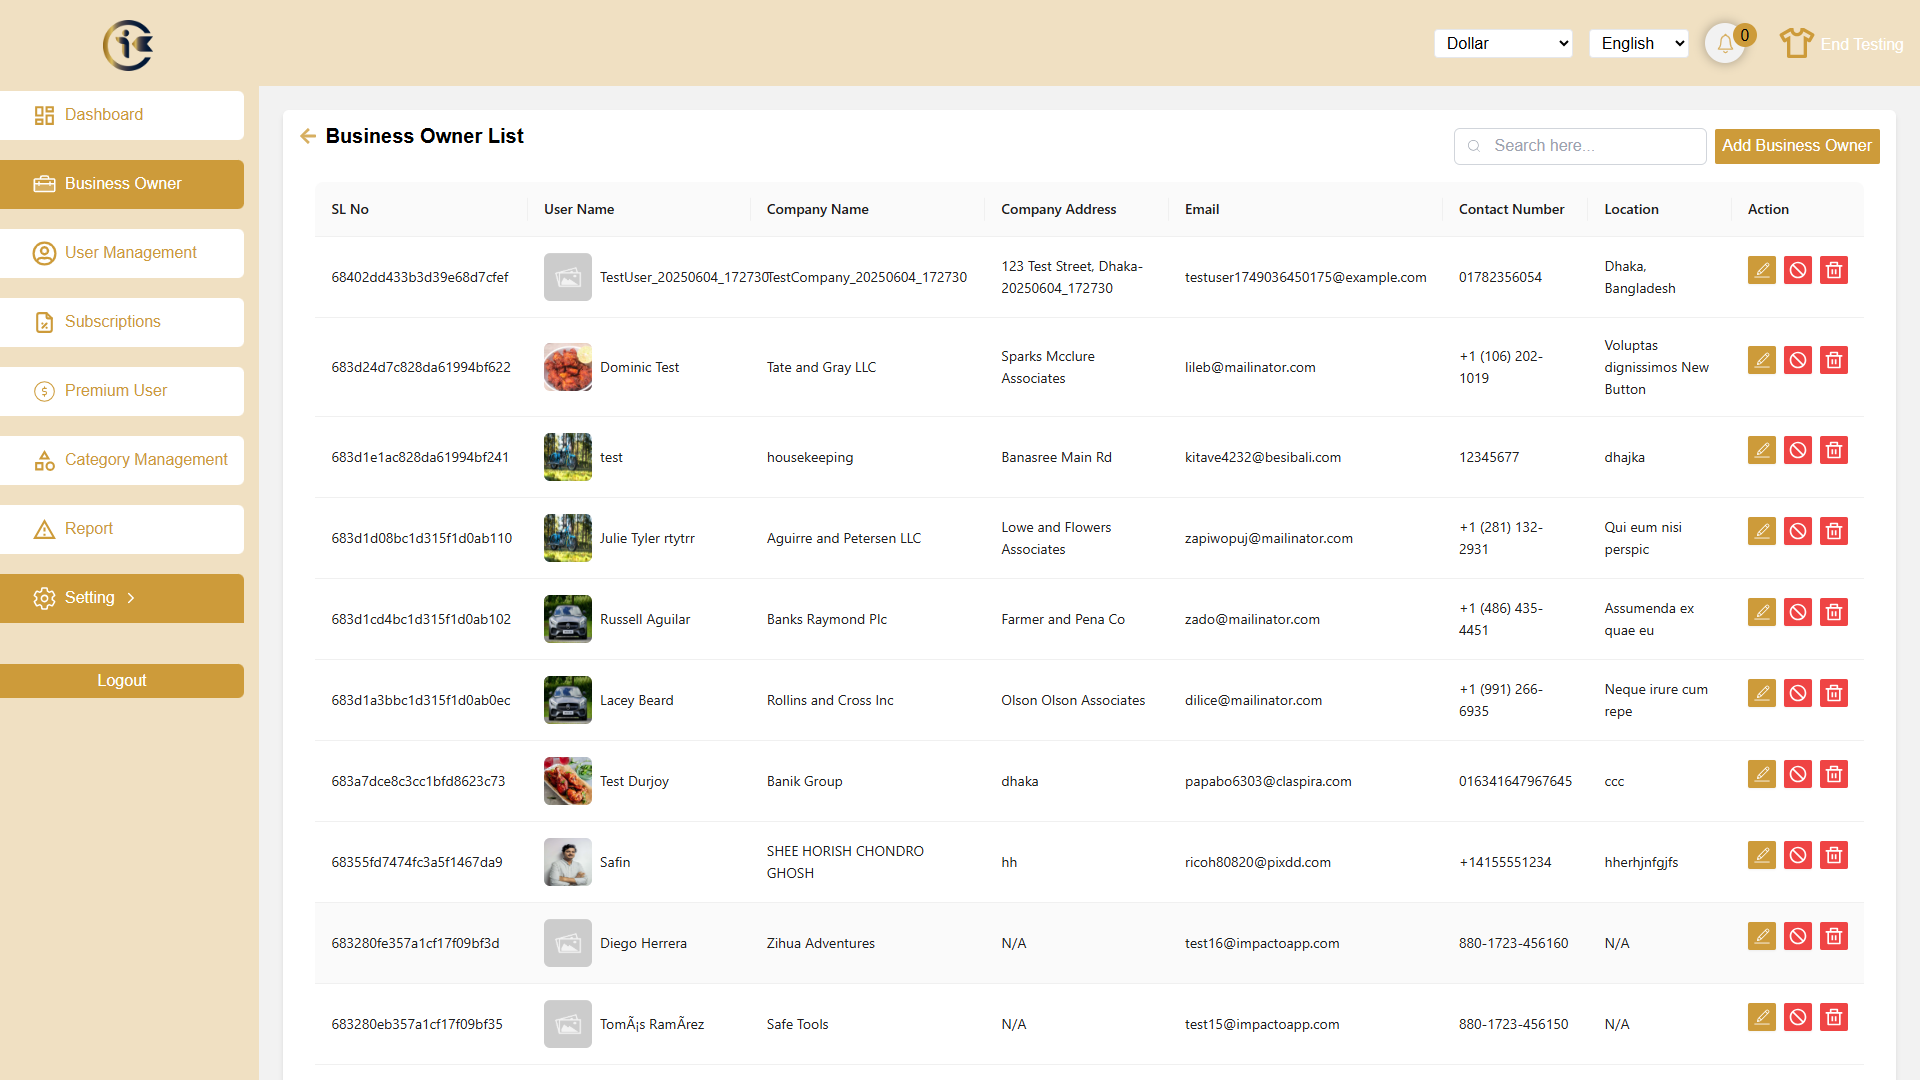 Dollar
English
0
End Testing
Dashboard
Business Owner
User Management
Subscriptions
Premium User
Category Management
Report
Setting
Logout
Business Owner List
Search here...
Add Business Owner
SL No User Name Company Name Company Address Email Contact Number Location Action
68402dd433b3d39e68d7cfef TestUser_20250604_172730 TestCompany_20250604_172730 123 Test Street, Dhaka- testuser1749036450175@example.com 01782356054 Dhaka,
20250604_172730 Bangladesh
683d24d7c828da61994bf622 Dominic Test Tate and Gray LLC Sparks Mcclure lileb@mailinator.com +1 (106) 202- Voluptas
Associates 1019 dignissimos New
Button
683d1e1ac828da61994bf241 test housekeeping Banasree Main Rd kitave4232@besibali.com 12345677 dhajka
683d1d08bc1d315f1d0ab110 Julie Tyler rtytrr Aguirre and Petersen LLC Lowe and Flowers zapiwopuj@mailinator.com +1 (281) 132- Qui eum nisi
Associates 2931 perspic
683d1cd4bc1d315f1d0ab102 Russell Aguilar Banks Raymond Plc Farmer and Pena Co zado@mailinator.com +1 (486) 435- Assumenda ex
4451 quae eu
683d1a3bbc1d315f1d0ab0ec Lacey Beard Rollins and Cross Inc Olson Olson Associates dilice@mailinator.com +1 (991) 266- Neque irure cum
6935 repe
683a7dce8c3cc1bfd8623c73 Test Durjoy Banik Group dhaka papabo6303@claspira.com 016341647967645 ccc
68355fd7474fc3a5f1467da9 Safin SHEE HORISH CHONDRO hh ricoh80820@pixdd.com +14155551234 hherhjnfgjfs
GHOSH
683280fe357a1cf17f09bf3d Diego Herrera Zihua Adventures N/A test16@impactoapp.com 880-1723-456160 N/A
683280eb357a1cf17f09bf35 TomÃ¡s RamÃrez Safe Tools N/A test15@impactoapp.com 880-1723-456150 N/A